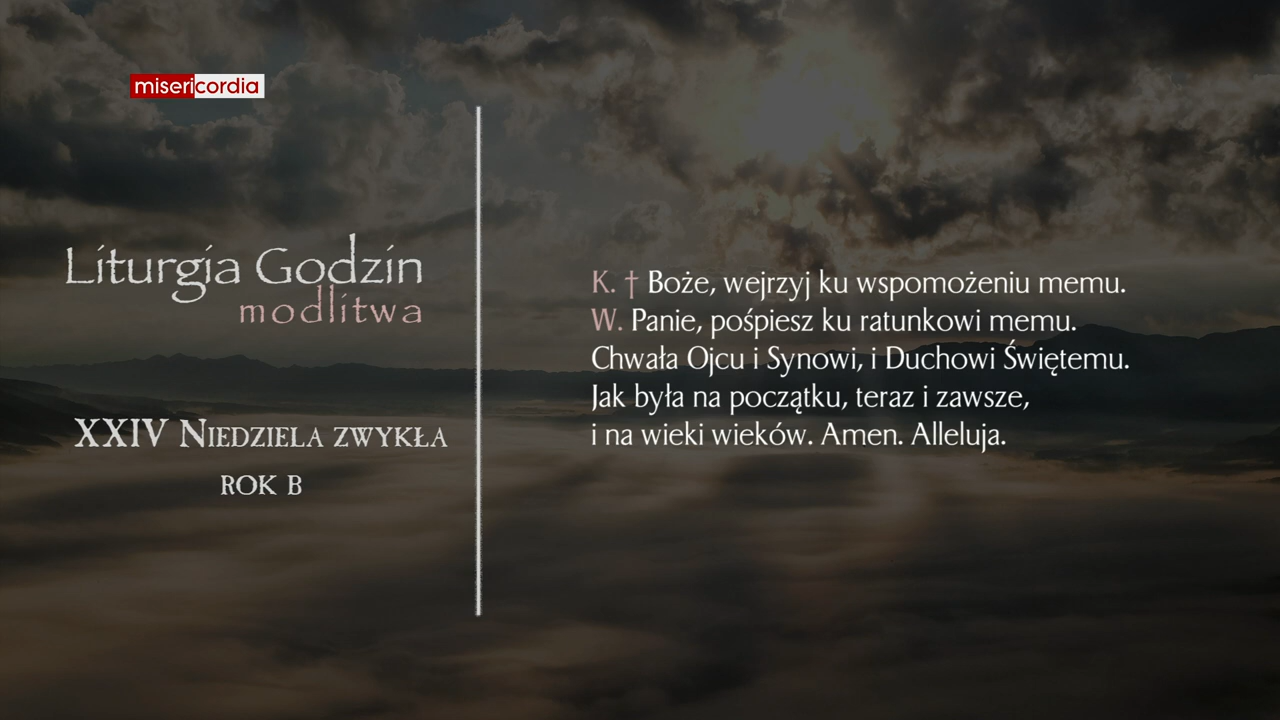 misericordia
Liturgia Godzin
modlitwa
XXIV Niedziela zwykła
rok B
K. † Boże, wejrzyj ku wspomożeniu memu.
W. Panie, pośpiesz ku ratunkowi memu.
Chwała Ojcu i Synowi, i Duchowi Świętemu.
Jak była na początku, teraz i zawsze,
i na wieki wieków. Amen. Alleluja.